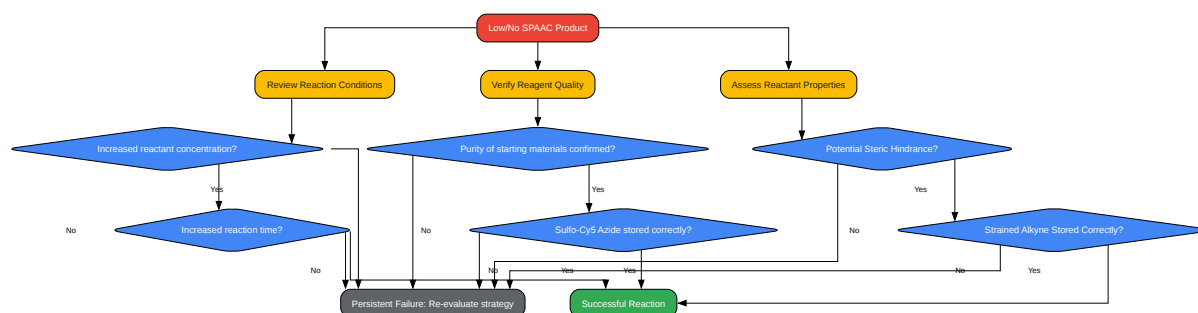 Low/No SPAAC Product
Review Reaction Conditions
Verify Reagent Quality
Assess Reactant Properties
Increased reactant concentration?
Purity of starting materials confirmed?
Potential Steric Hindrance?
Yes
Yes
Yes
No
Increased reaction time?
No
Sulfo-Cy5 Azide stored correctly?
No
Strained Alkyne Stored Correctly?
No
No
Yes
Yes
No
Yes
Persistent Failure: Re-evaluate strategy
Successful Reaction